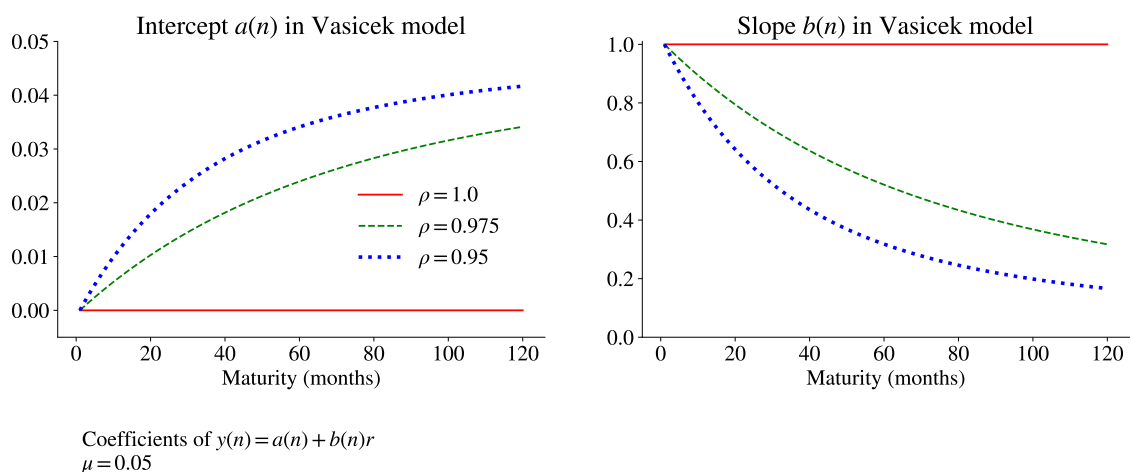 Intercept a(n) in Vasicek model
0.05
0.04
0.03
0.02
0.01
0.00
ρ = 1.0
ρ = 0.975
ρ = 0.95
0 20 40 60 80 100 120
Maturity (months)
Slope b(n) in Vasicek model
1.0
0.8
0.6
0.4
0.2
0.0
0 20 40 60 80 100 120
Maturity (months)
Coefficients of y(n) = a(n) + b(n)r
μ = 0.05